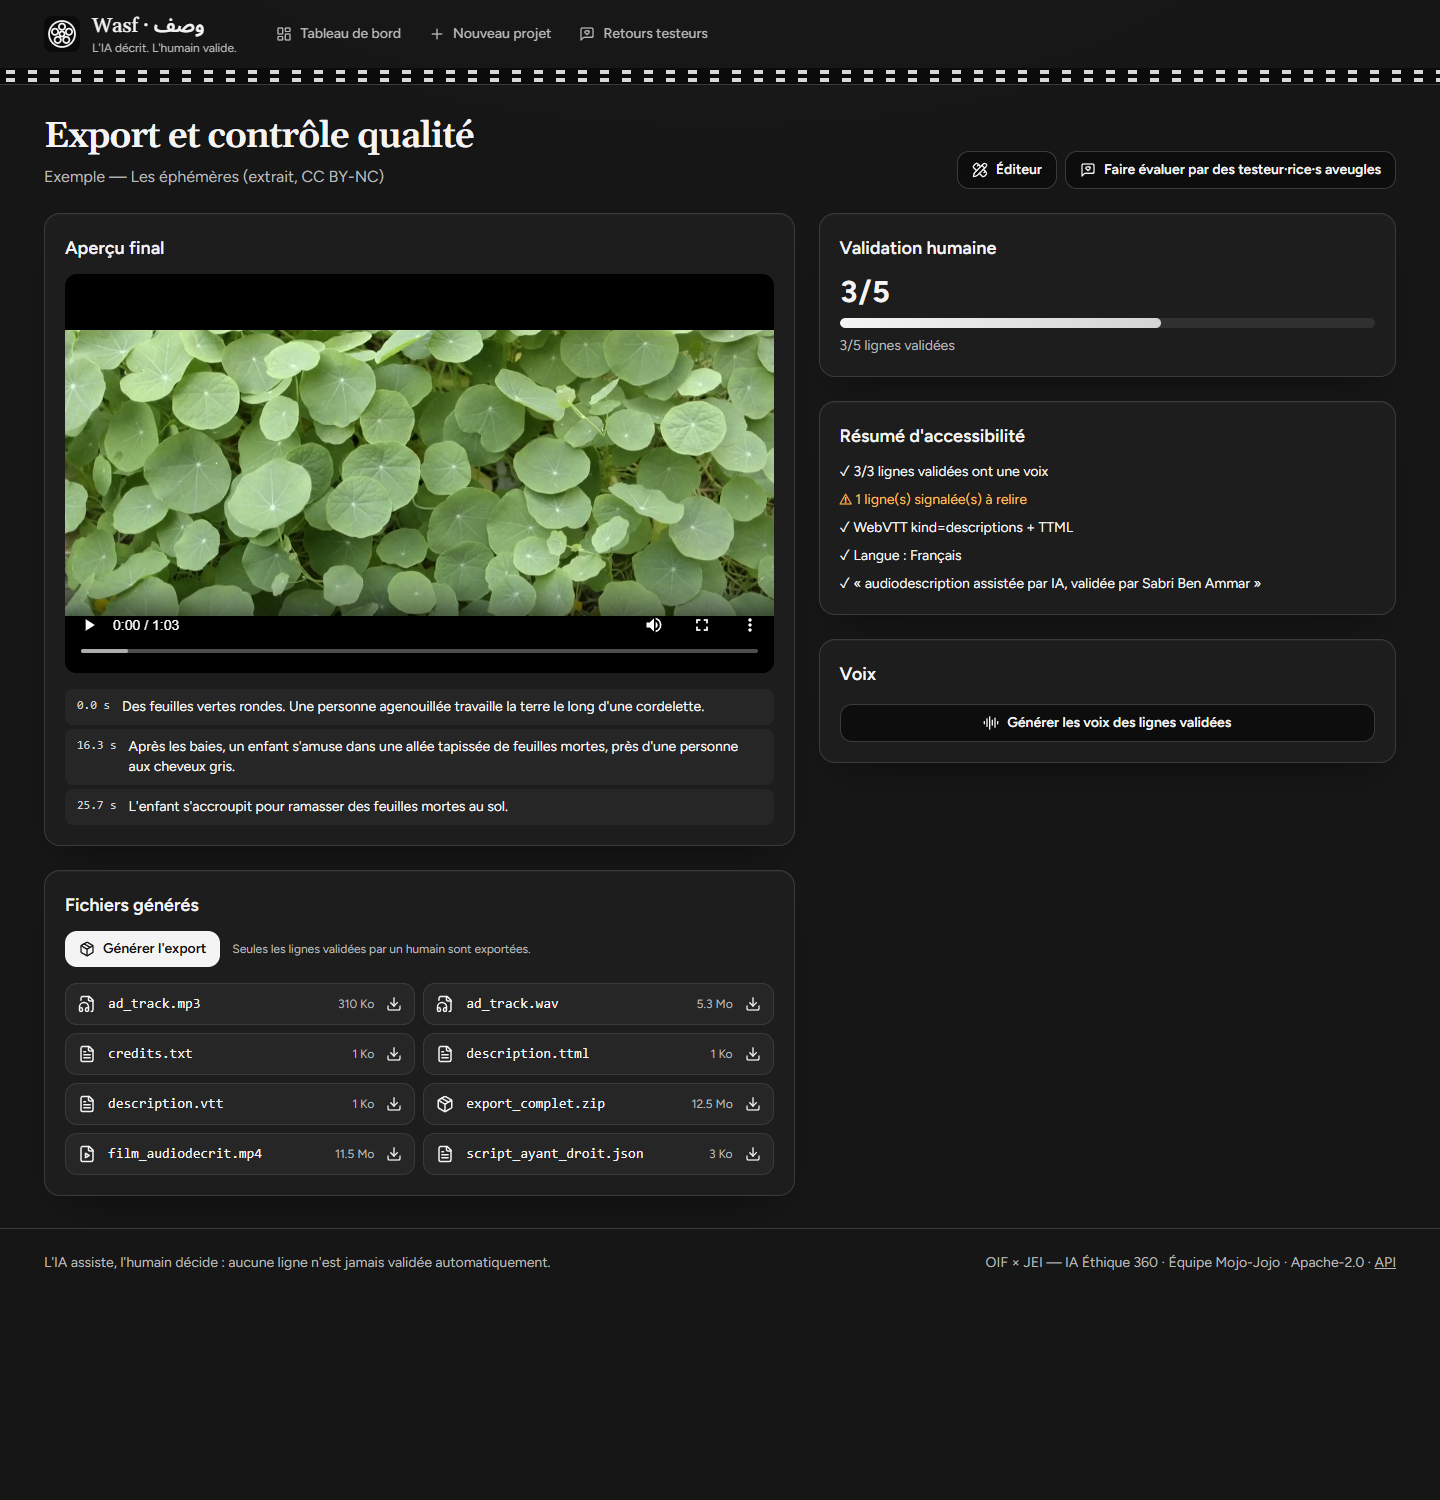 Wasf · وصف
L'IA décrit. L'humain valide.
Tableau de bord
Nouveau projet
Retours testeurs
Export et contrôle qualité
Exemple — Les éphémères (extrait, CC BY-NC)
Éditeur
Faire évaluer par des testeur·rice·s aveugles
Aperçu final
0:00 / 1:03
0.0 s Des feuilles vertes rondes. Une personne agenouillée travaille la terre le long d'une cordelette.
16.3 s Après les baies, un enfant s'amuse dans une allée tapissée de feuilles mortes, près d'une personne
aux cheveux gris.
25.7 s L'enfant s'accroupit pour ramasser des feuilles mortes au sol.
Validation humaine
3/5
3/5 lignes validées
Résumé d'accessibilité
✓ 3/3 lignes validées ont une voix
⚠ 1 ligne(s) signalée(s) à relire
✓ WebVTT kind=descriptions + TTML
✓ Langue : Français
✓ « audiodescription assistée par IA, validée par Sabri Ben Ammar »
Voix
Générer les voix des lignes validées
Fichiers générés
Générer l'export
Seules les lignes validées par un humain sont exportées.
ad_track.mp3 310 Ko
ad_track.wav 5.3 Mo
credits.txt 1 Ko
description.ttml 1 Ko
description.vtt 1 Ko
export_complet.zip 12.5 Mo
film_audiodecrit.mp4 11.5 Mo
script_ayant_droit.json 3 Ko
L'IA assiste, l'humain décide : aucune ligne n'est jamais validée automatiquement.
OIF × JEI — IA Éthique 360 · Équipe Mojo-Jojo · Apache-2.0 · API